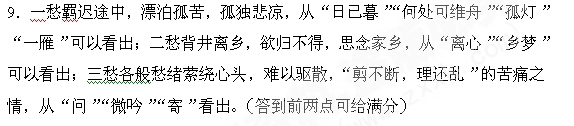 9．一愁羁迟途中，漂泊孤苦，孤独悲凉，从“日已暮”“何处可维舟”“孤灯”
“一雁”可以看出；二愁背井离乡，欲归不得，思念家乡，从“离心”“乡梦”
可以看出；三愁各般愁绪萦绕心头，难以驱散，“剪不断，理还乱”的苦痛之
情，从“问”“微吟”“寄”看出。（答到前两点可给满分）